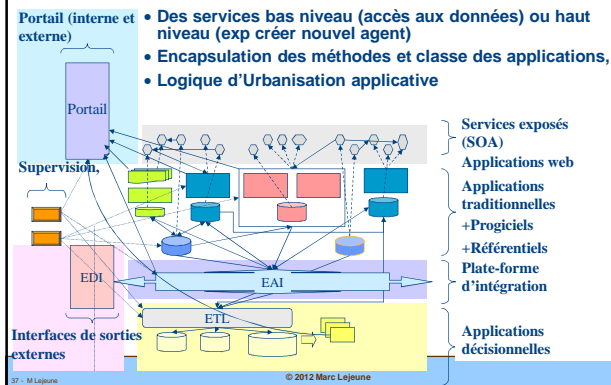 Portail (interne et
externe)
• Des services bas niveau (accès aux données) ou haut
niveau (exp créer nouvel agent)
• Encapsulation des méthodes et classe des applications,
• Logique d’Urbanisation applicative
Portail
Supervision,
Services exposés
(SOA)
Applications web
Applications
traditionnelles
+Progiciels
+Référentiels
Plate-forme
d’intégration
EDI
EAI
ETL
Interfaces de sorties
externes
Applications
décisionnelles
37 - M Lejeune
© 2012 Marc Lejeune